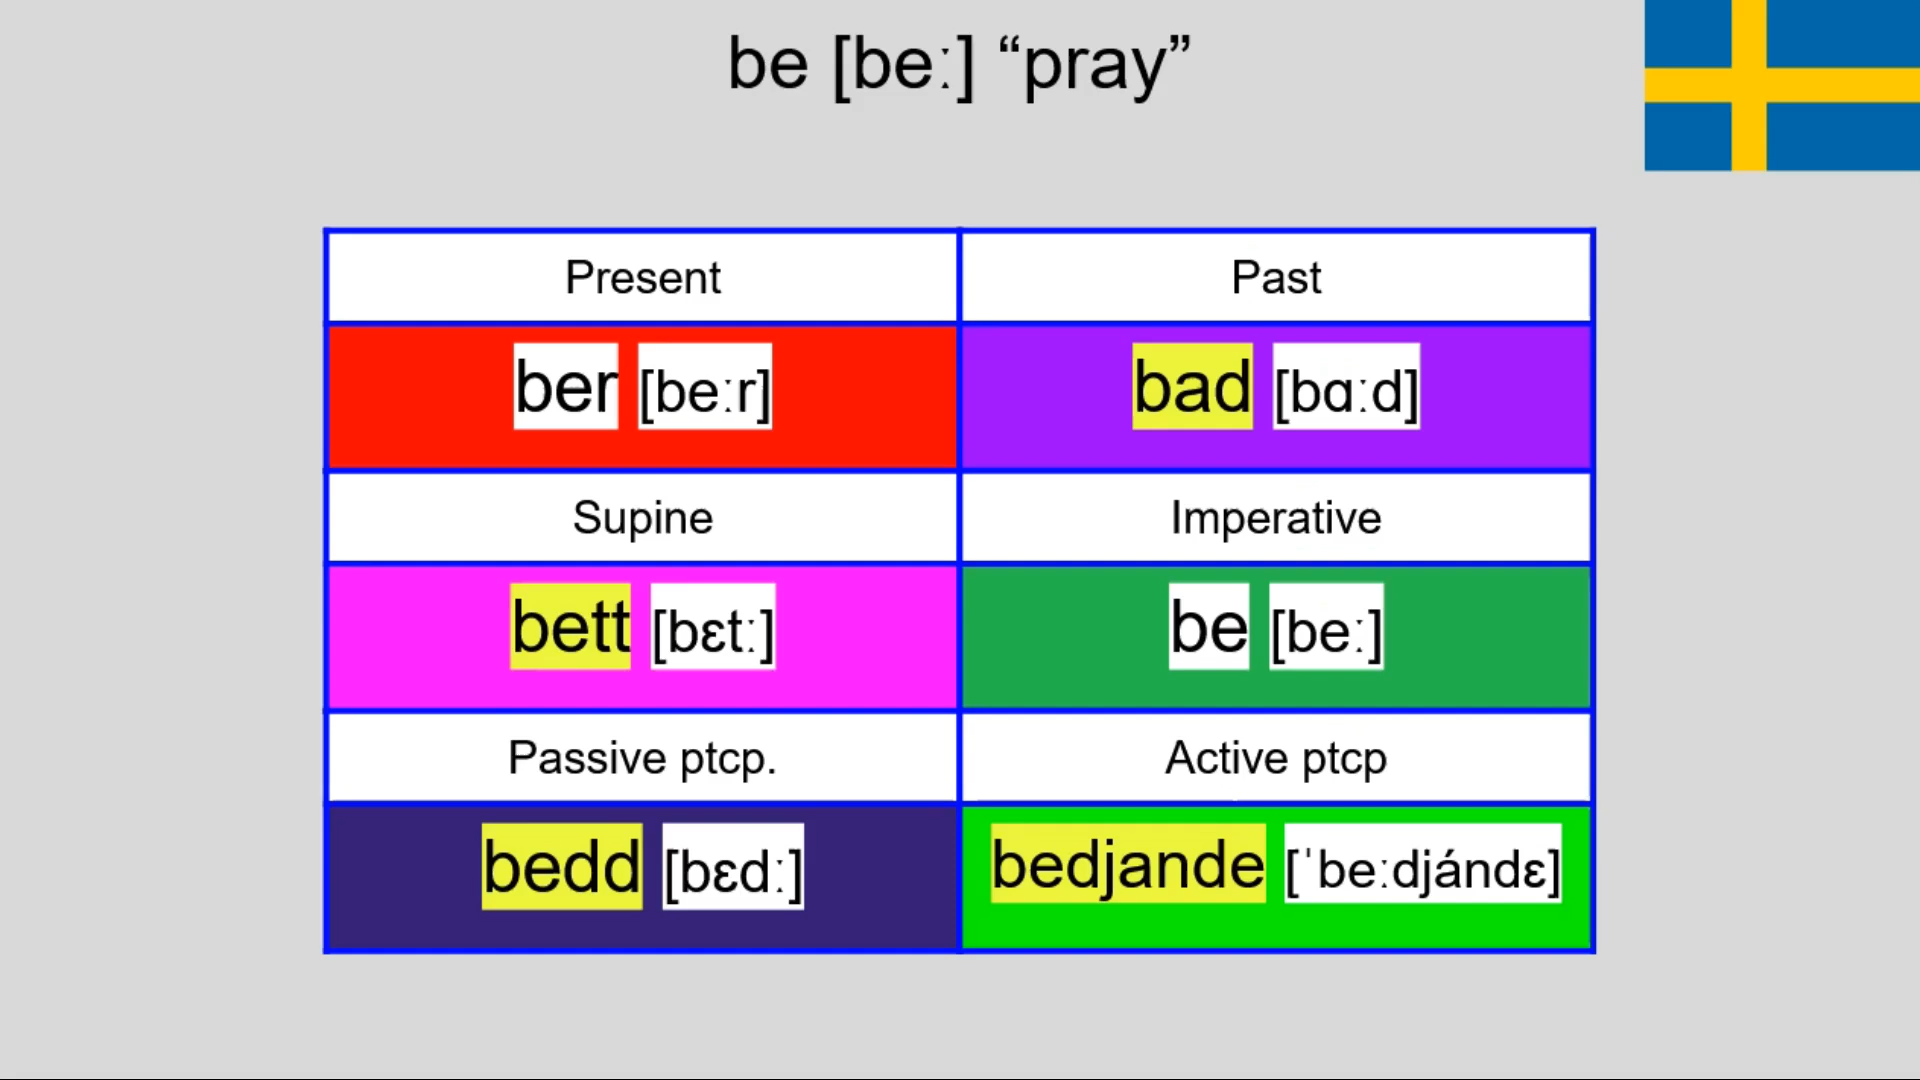 be [beː] “pray”
Present
Past
ber [beːr]
bad [bɑːd]
Supine
Imperative
bett [bɛtː]
be [beː]
Passive ptcp.
Active ptcp
bedd [bɛdː]
bedjande [ˈbeːdjándɛ]